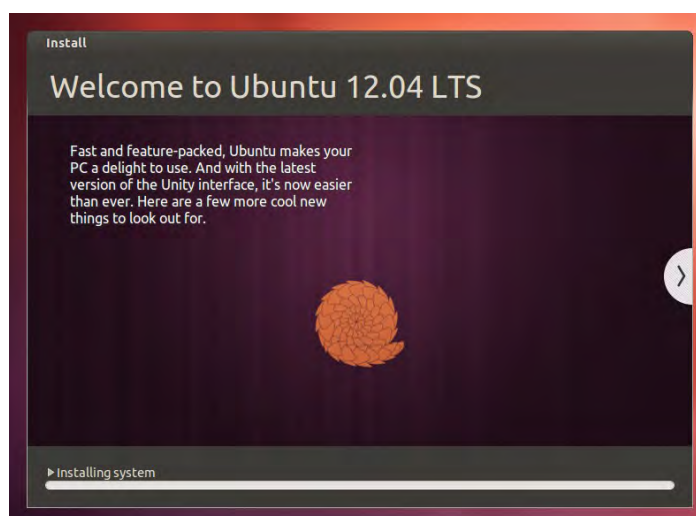 Install
Welcome to Ubuntu 12.04 LTS
Fast and feature-packed, Ubuntu makes your
PC a delight to use. And with the latest
version of the Unity interface, it's now easier
than ever. Here are a few more cool new
things to look out for.
Installing system